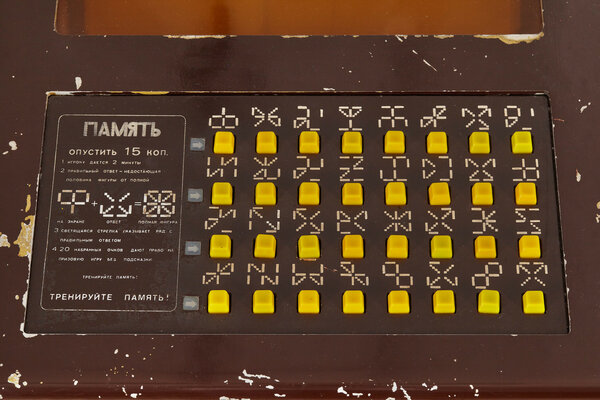 ПАМЯТЬ
ОПУСТИТЬ 15 КОП.
1 ИГРОКУ ДАЕТСЯ 2 МИНУТЫ
2 ПРАВИЛЬНЫЙ ОТВЕТ – НЕДОСТАЮЩАЯ
ПОЛОВИНА ФИГУРЫ ОТ ПОЛНОЙ
+ =
НА ЭКРАНЕ ОТВЕТ ПОЛНАЯ ФИГУРА
3 СВЕТЯЩАЯСЯ СТРЕЛКА УКАЗЫВАЕТ РЯД С
ПРАВИЛЬНЫМ ОТВЕТОМ
4. 20 НАБРАННЫХ ОЧКОВ ДАЮТ ПРАВО НА
ПРИЗОВУЮ ИГРУ БЕЗ ПОДСКАЗКИ
ТРЕНИРУЙТЕ ПАМЯТЬ!
ТРЕНИРУЙТЕ ПАМЯТЬ!